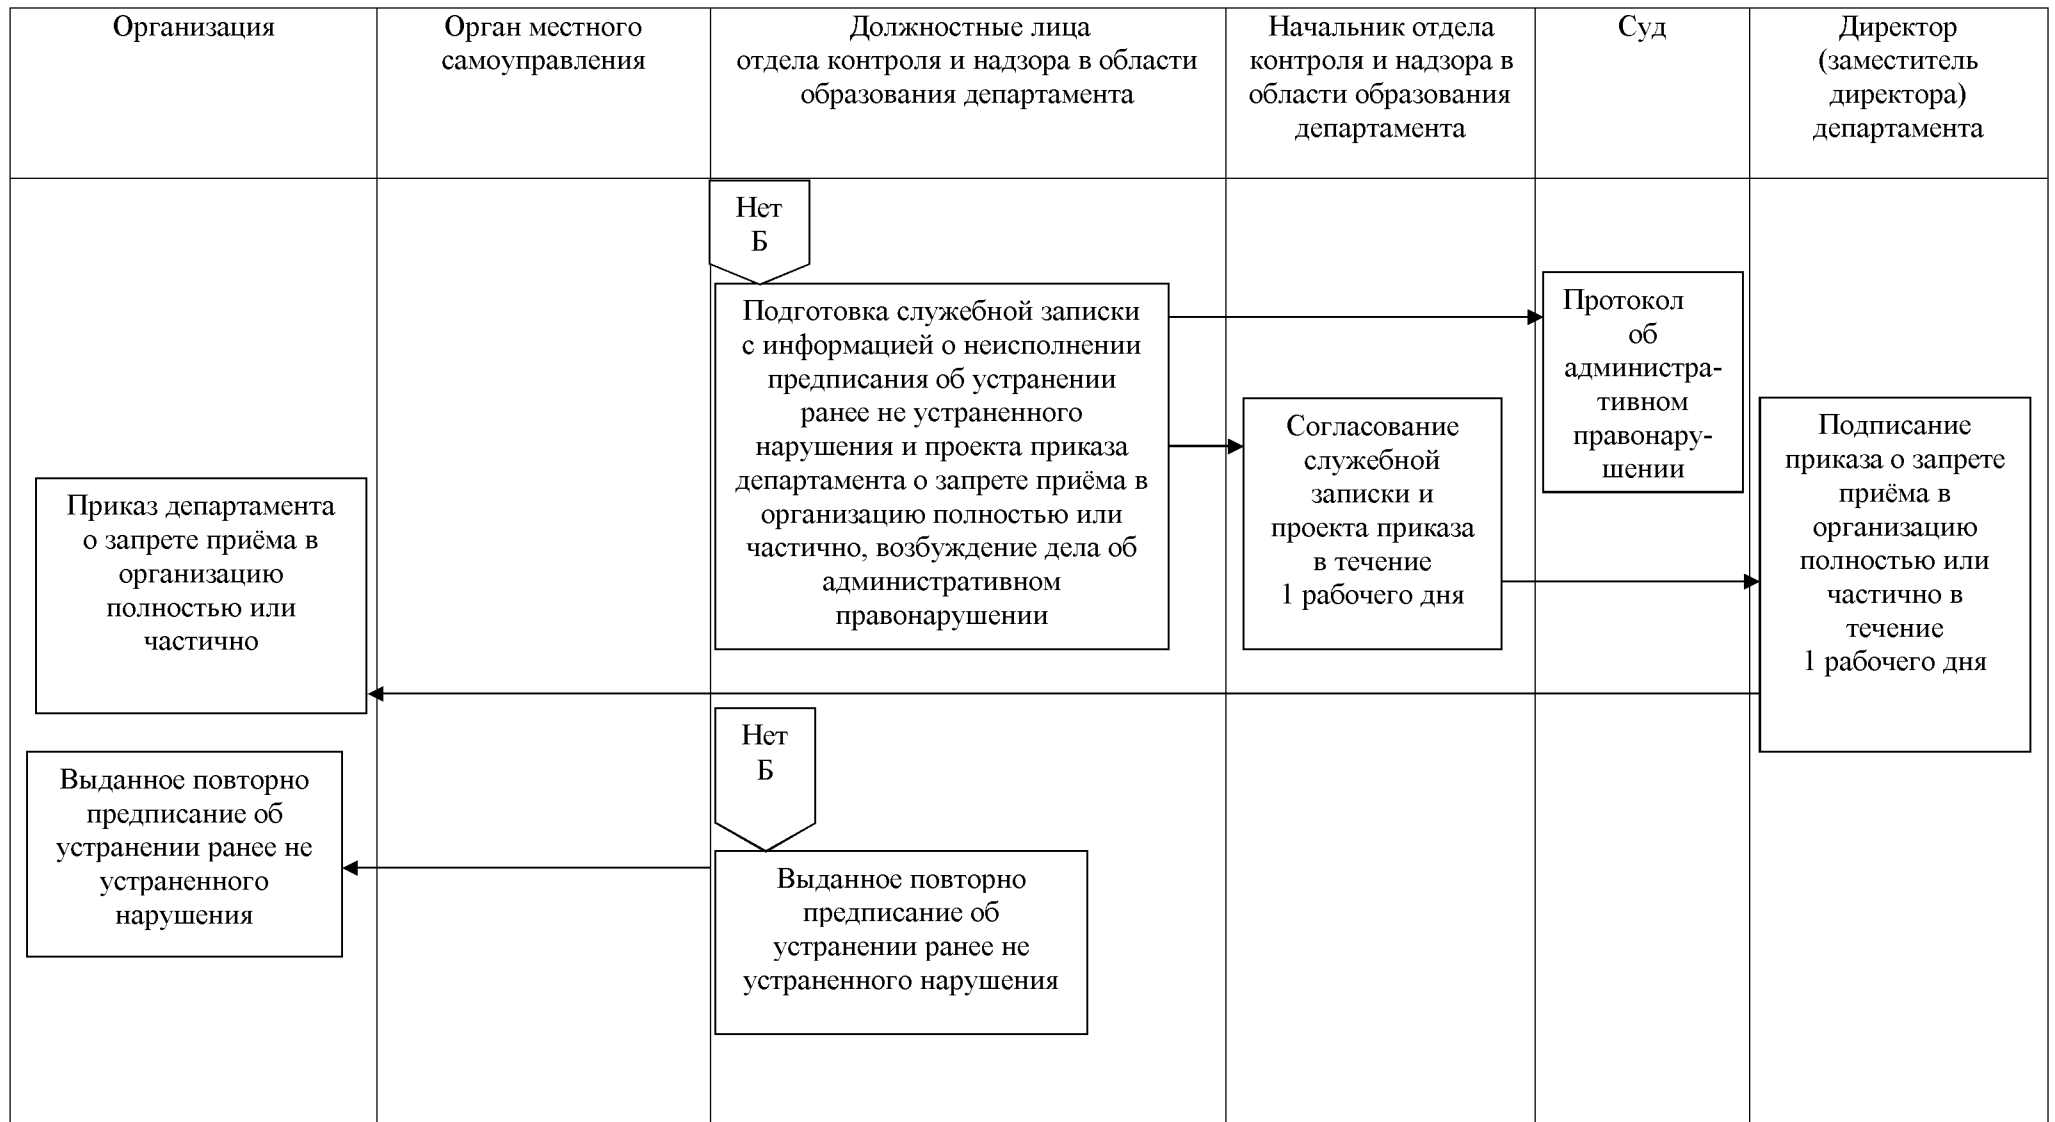 Организация
Орган местного
самоуправления
Должностные лица
отдела контроля и надзора в области
образования департамента
Начальник отдела
контроля и надзора в
области образования
департамента
Суд
Директор
(заместитель
директора)
департамента
Нет
Б
Подготовка служебной записки
с информацией о неисполнении
предписания об устранении
ранее не устраненного
нарушения и проекта приказа
департамента о запрете приёма в
организацию полностью или
частично, возбуждение дела об
административном
правонарушении
Протокол
об
администра-
тивном
правонару-
шении
Согласование
служебной
записки и
проекта приказа
в течение
1 рабочего дня
Подписание
приказа о запрете
приёма в
организацию
полностью или
частично в
течение
1 рабочего дня
Приказ департамента
о запрете приёма в
организацию
полностью или
частично
Нет
Б
Выданное повторно
предписание об
устранении ранее не
устраненного
нарушения
Выданное повторно
предписание об
устранении ранее не
устраненного нарушения